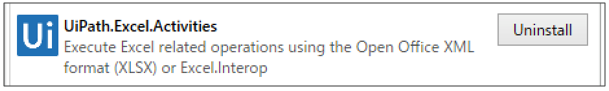 Ui
UiPath.Excel.Activities
Execute Excel related operations using the Open Office XML
format (XLSX) or Excel.Interop
Uninstall